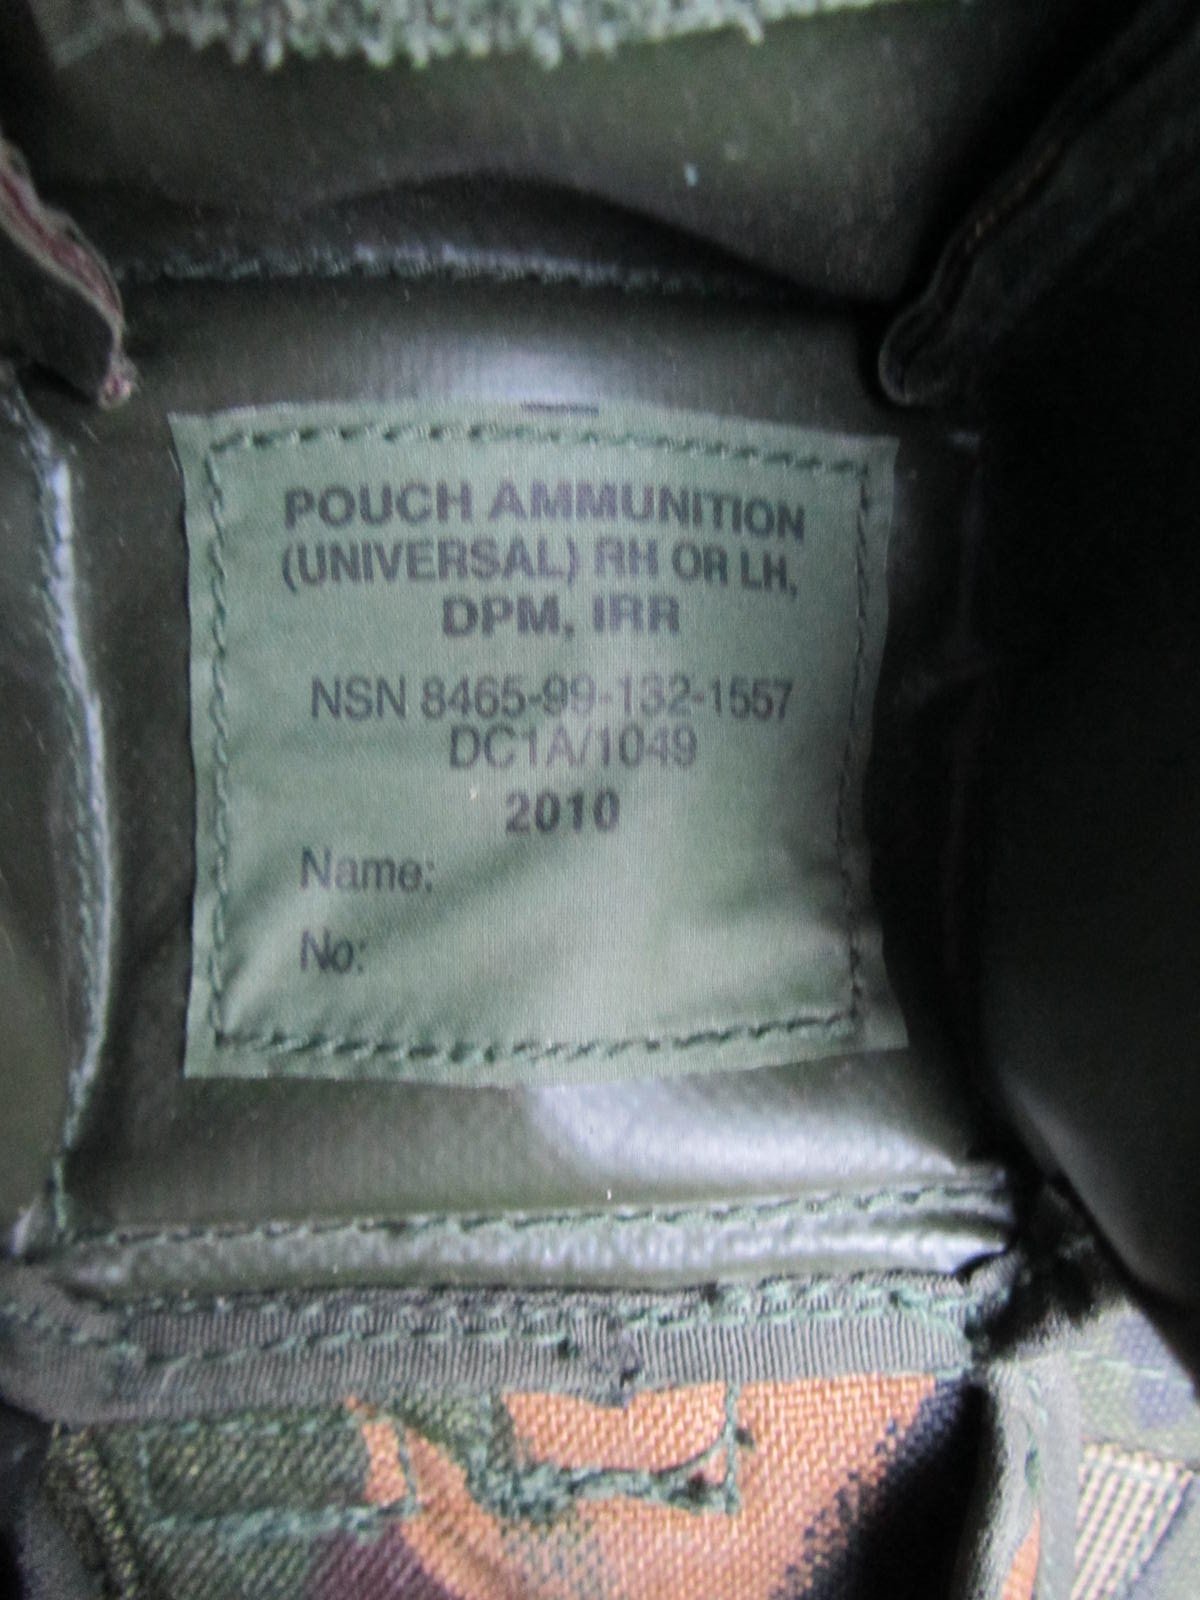 POUCH AMMUNITION
(UNIVERSAL) RH OR LH,
DPM, IRR
NSN 8465-99-132-1557
DC1A/1049
2010
Name:
No: